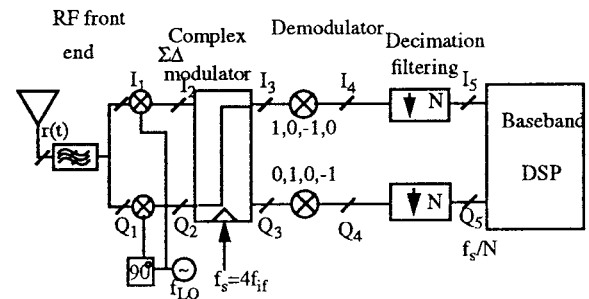 RF front
end
ΣΔ
Complex
modulator
Demodulator
Decimation
filtering
r(t)
I1
I2
I3
I4
I5
1,0,-1,0
N
Baseband
DSP
0,1,0,-1
N
Q1
Q2
Q3
Q4
Q5
90°
~
fLO
fs=4fif
fs/N